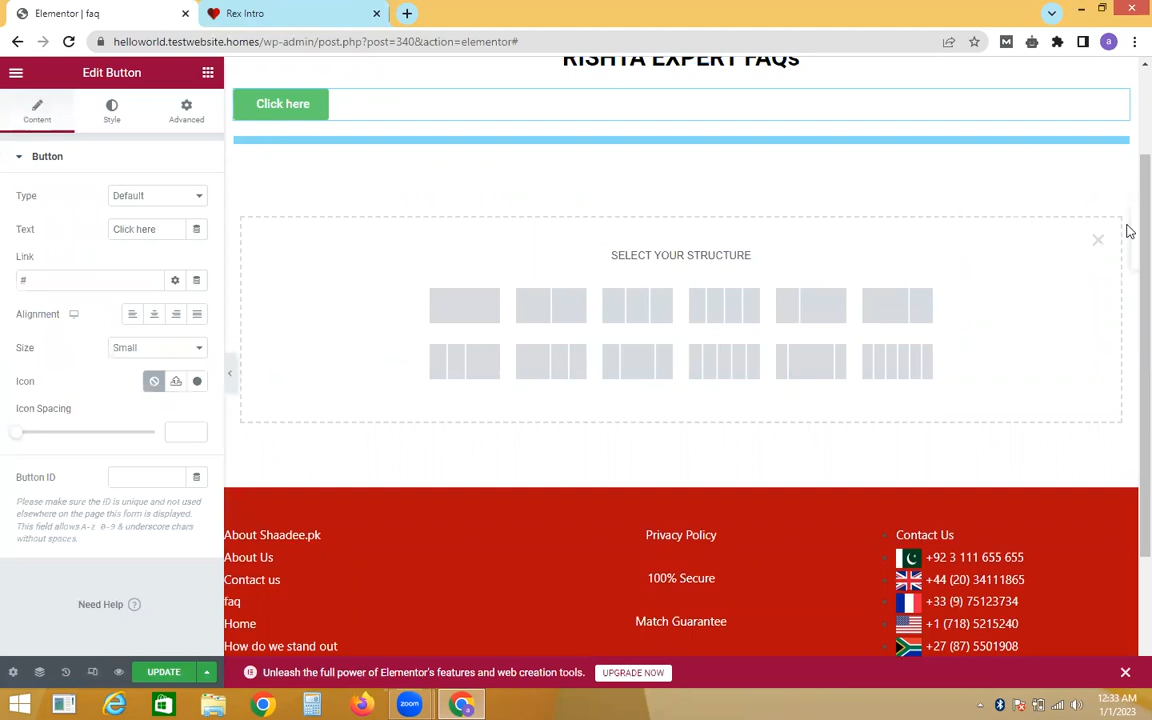 Elementor | faq
Rex Intro
helloworld.testwebsite.homes/wp-admin/post.php?post=340&action=elementor#
Edit Button
Content
Style
Advanced
Button
Type
Default
Text
Click here
Link
#
Alignment
Size
Small
Icon
Icon Spacing
Button ID
Please make sure the ID is unique and not used
elsewhere on the page this form is displayed.
This field allows A-z 0-9 & underscore chars
without spaces.
Need Help
UPDATE
RISHTA EXPERT FAQs
Click here
SELECT YOUR STRUCTURE
About Shaadee.pk
About Us
Contact us
faq
Home
How do we stand out
Privacy Policy
100% Secure
Match Guarantee
Contact Us
+92 3 111 655 655
+44 (20) 34111865
+33 (9) 75123734
+1 (718) 5215240
+27 (87) 5501908
Unleash the full power of Elementor's features and web creation tools.
UPGRADE NOW
zoom
12:33 AM
1/1/2023